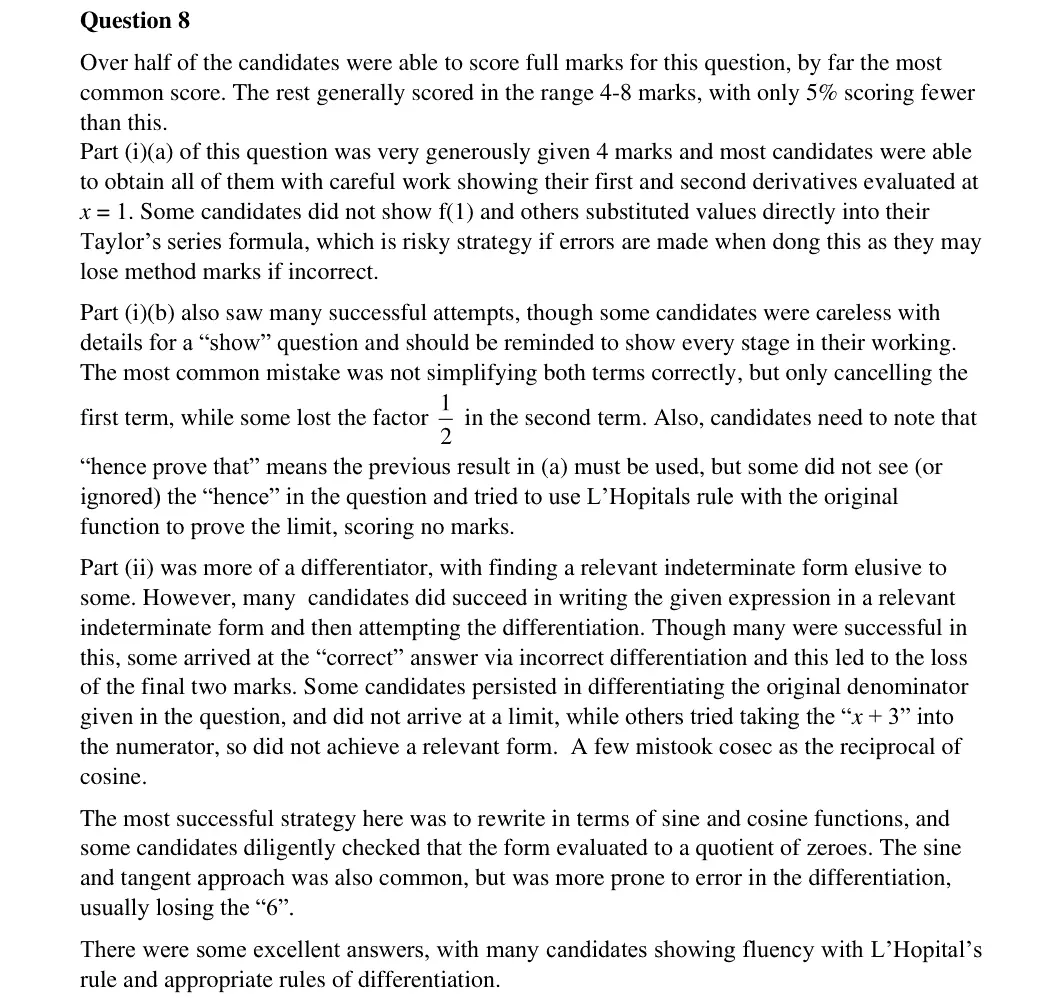 Question 8
Over half of the candidates were able to score full marks for this question, by far the most
common score. The rest generally scored in the range 4-8 marks, with only 5% scoring fewer
than this.
Part (i)(a) of this question was very generously given 4 marks and most candidates were able
to obtain all of them with careful work showing their first and second derivatives evaluated at
x = 1. Some candidates did not show f(1) and others substituted values directly into their
Taylor's series formula, which is risky strategy if errors are made when dong this as they may
lose method marks if incorrect.
Part (i)(b) also saw many successful attempts, though some candidates were careless with
details for a “show” question and should be reminded to show every stage in their working.
The most common mistake was not simplifying both terms correctly, but only cancelling the
first term, while some lost the factor 1/2 in the second term. Also, candidates need to note that
“hence prove that” means the previous result in (a) must be used, but some did not see (or
ignored) the “hence” in the question and tried to use L’Hopitals rule with the original
function to prove the limit, scoring no marks.
Part (ii) was more of a differentiator, with finding a relevant indeterminate form elusive to
some. However, many  candidates did succeed in writing the given expression in a relevant
indeterminate form and then attempting the differentiation. Though many were successful in
this, some arrived at the “correct” answer via incorrect differentiation and this led to the loss
of the final two marks. Some candidates persisted in differentiating the original denominator
given in the question, and did not arrive at a limit, while others tried taking the “x + 3” into
the numerator, so did not achieve a relevant form.  A few mistook cosec as the reciprocal of
cosine.
The most successful strategy here was to rewrite in terms of sine and cosine functions, and
some candidates diligently checked that the form evaluated to a quotient of zeroes. The sine
and tangent approach was also common, but was more prone to error in the differentiation,
usually losing the “6”.
There were some excellent answers, with many candidates showing fluency with L’Hopital’s
rule and appropriate rules of differentiation.